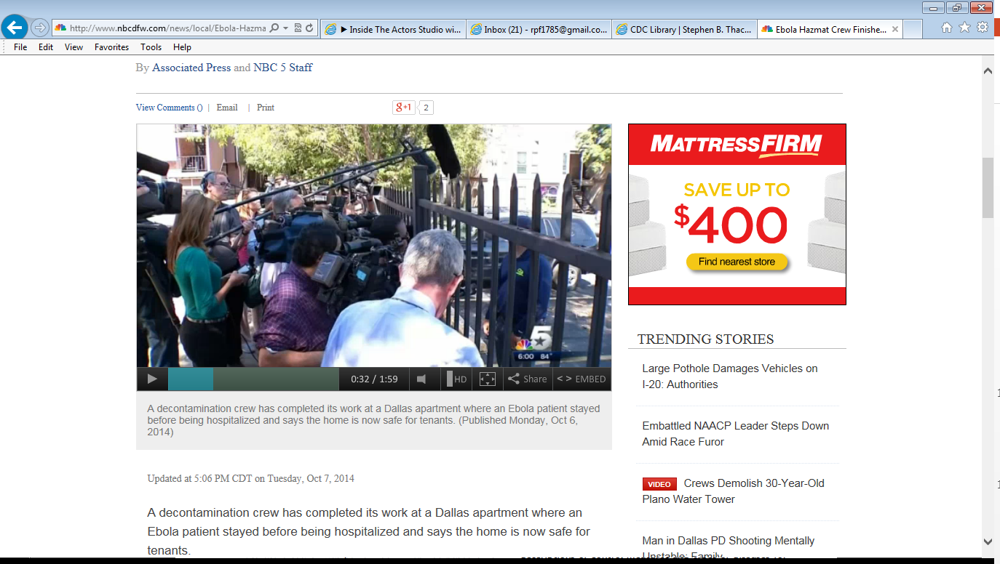 http://www.nbcdfw.com/news/local/Ebola-Hazma
Inside The Actors Studio wi...
Inbox (21) - rpf1785@gmail.co...
CDC Library | Stephen B. Thac...
Ebola Hazmat Crew Finishe...
File Edit View Favorites Tools Help
By Associated Press and NBC 5 Staff
View Comments () | Email | Print
g+1 2
MATTRESSFIRM
SAVE UP TO
$400
Find nearest store
5
6:00 84°
0:32 / 1:59 HD Share < > EMBED
A decontamination crew has completed its work at a Dallas apartment where an Ebola patient stayed
before being hospitalized and says the home is now safe for tenants. (Published Monday, Oct 6,
2014)
Updated at 5:06 PM CDT on Tuesday, Oct 7, 2014
A decontamination crew has completed its work at a Dallas apartment where an
Ebola patient stayed before being hospitalized and says the home is now safe for
tenants.
TRENDING STORIES
Large Pothole Damages Vehicles on
I-20: Authorities
Embattled NAACP Leader Steps Down
Amid Race Furor
VIDEO Crews Demolish 30-Year-Old
Plano Water Tower
Man in Dallas PD Shooting Mentally
Unstable: Family